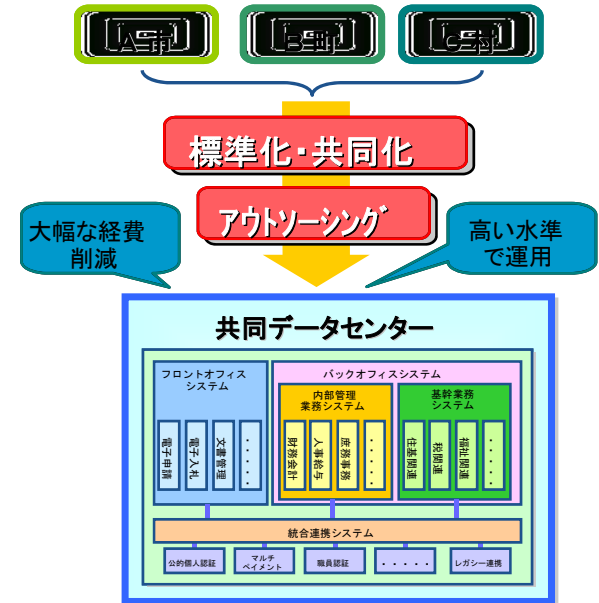 A市
B町
C村
標準化・共同化
アウトソーシング
大幅な経費
削減
高い水準
で運用
共同データセンター
フロントオフィス
システム
バックオフィスシステム
内部管理
業務システム
基幹業務
システム
電子申請
電子入札
文書管理
・・・・・
財務会計
人事給与
庶務事務
・・・・・
住基関連
税関連
福祉関連
・・・・・
統合連携システム
公的個人認証
マルチ
ペイメント
職員認証
・・・・・
レガシー連携